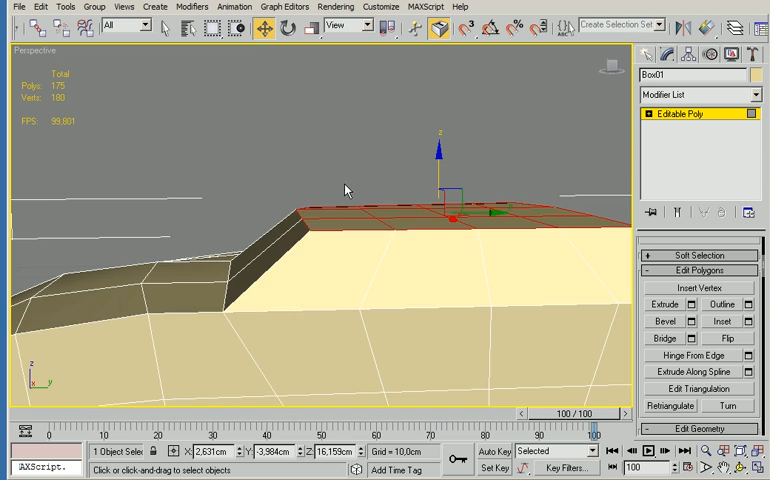 File Edit Tools Group Views Create Modifiers Animation Graph Editors Rendering Customize MAXScript Help
All View 3 Create Selection Set
Perspective
Total
Polys: 175
Verts: 180
FPS: 99,801
z
z
x y
Box01
Modifier List
Editable Poly
+ Soft Selection
- Edit Polygons
Insert Vertex
Extrude Outline
Bevel Inset
Bridge Flip
Hinge From Edge
Extrude Along Spline
Edit Triangulation
Retriangulate Turn
- Edit Geometry
< 100 / 100 >
0 10 20 30 40 50 60 70 80 90 100
1 Object Selec X: 2,631cm Y: -3,984cm Z: 16,159cm Grid = 10,0cm Auto Key Selected
AXScript. Click or click-and-drag to select objects Add Time Tag Set Key Key Filters... 100